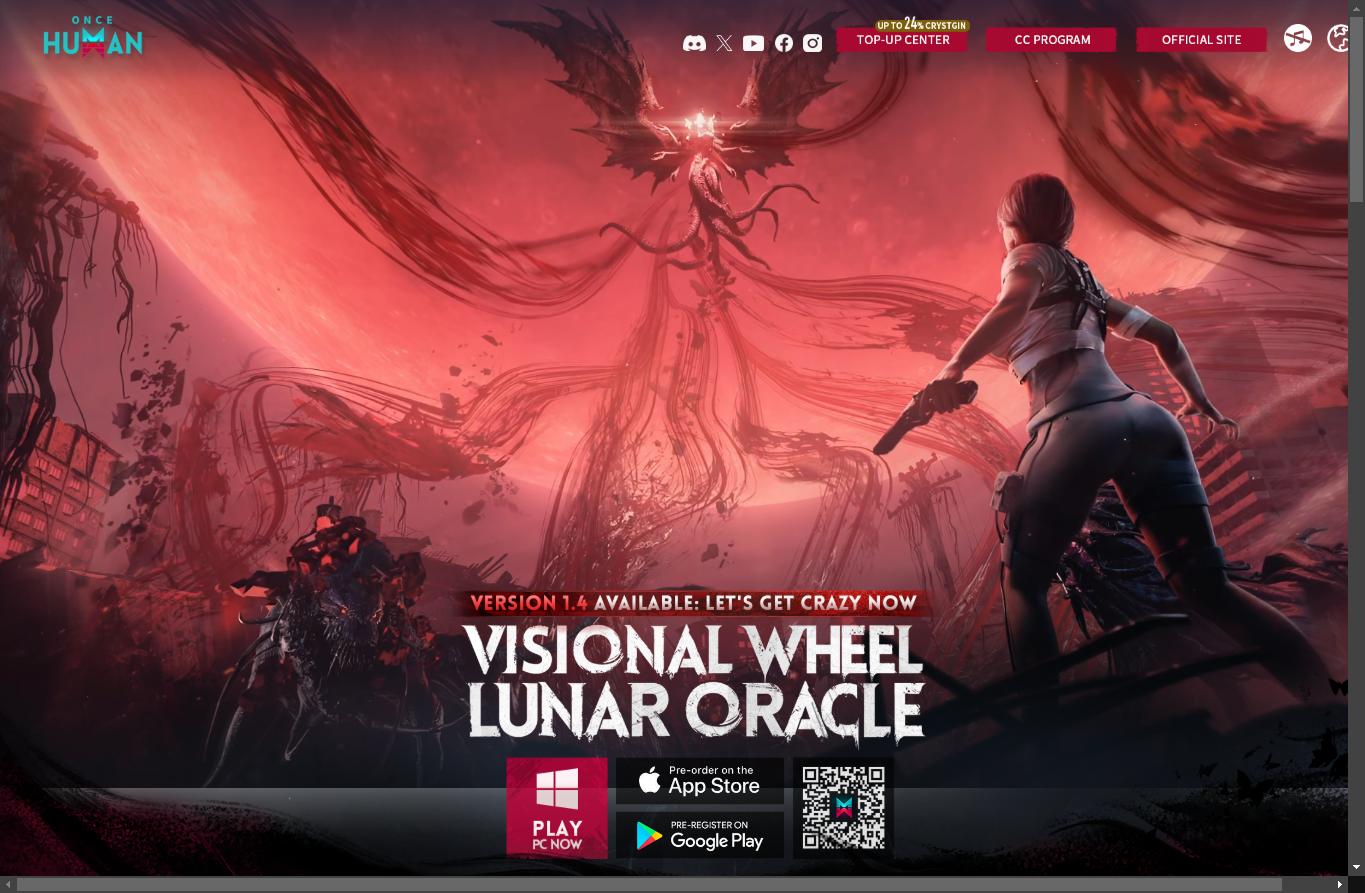 ONCE
HUMAN
UP TO 24% CRYSTGIN
TOP-UP CENTER
CC PROGRAM
OFFICIAL SITE
VERSION 1.4 AVAILABLE: LET'S GET CRAZY NOW
VISIONAL WHEEL
LUNAR ORACLE
PLAY
PC NOW
Pre-order on the
App Store
PRE-REGISTER ON
Google Play